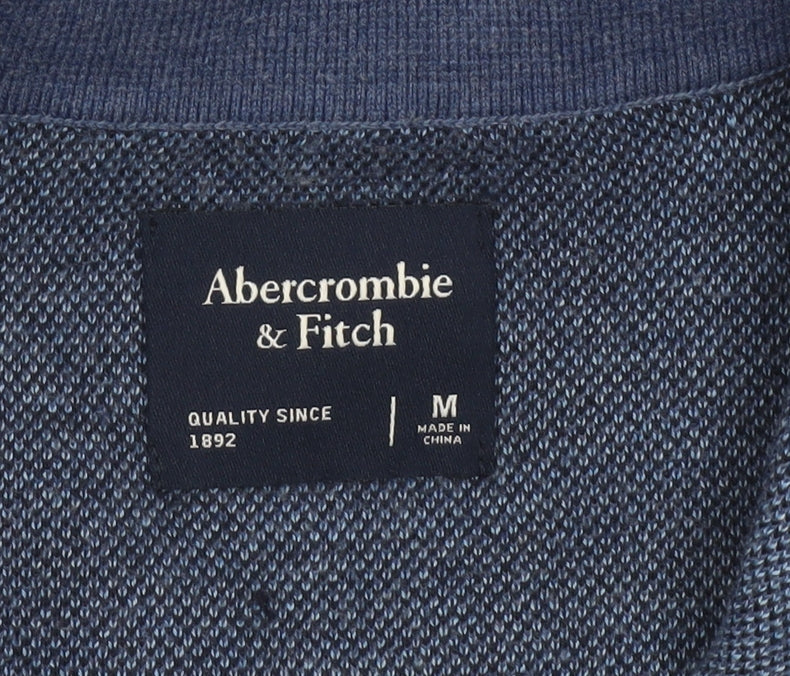 Abercrombie
& Fitch
QUALITY SINCE
1892
M
MADE IN
CHINA